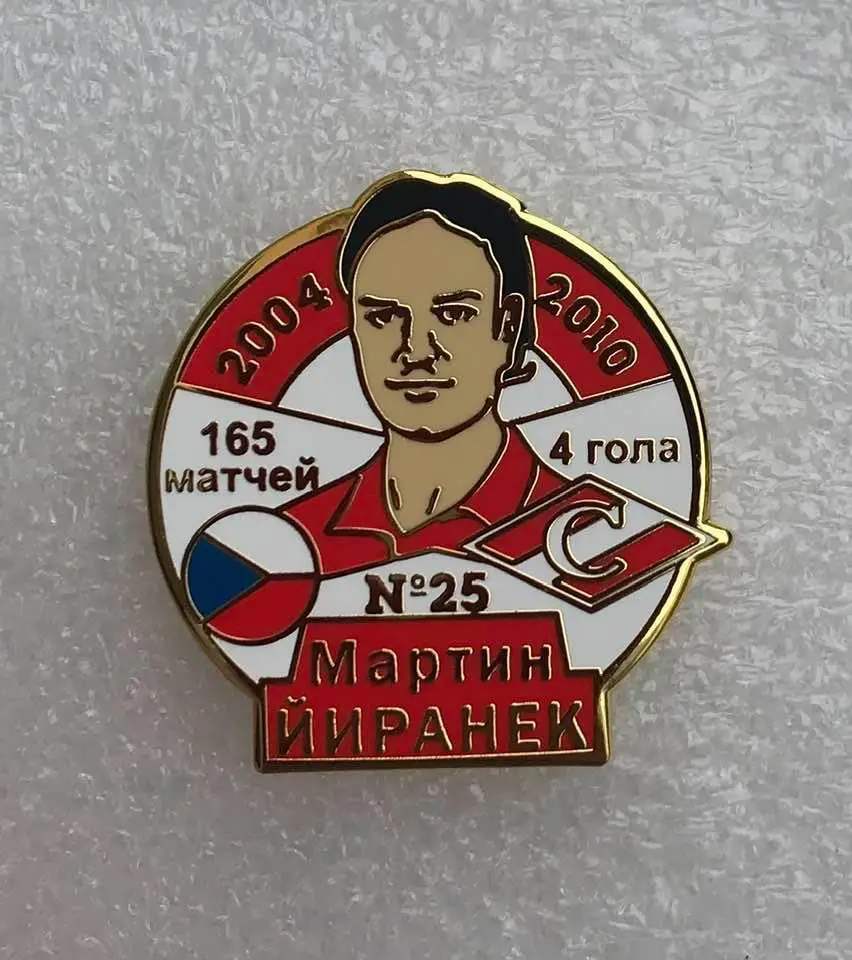 2004
2010
165
матчей
4 гола
С
№25
Мартин
ЙИРАНЕК